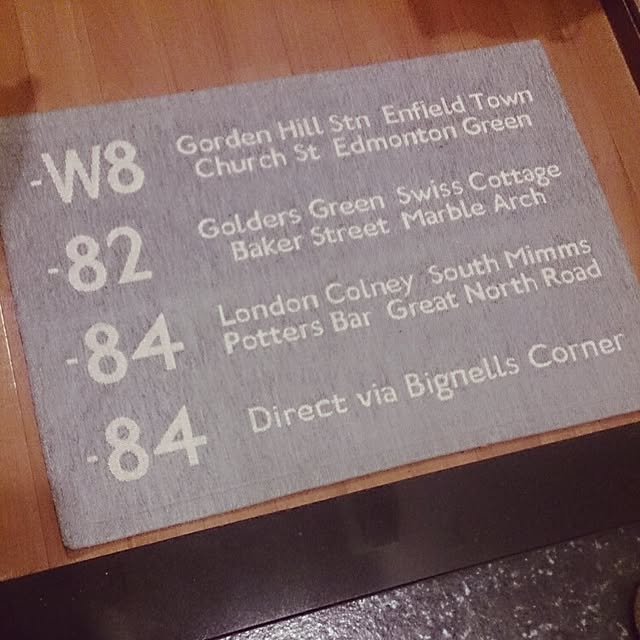 -W8 Gorden Hill Stn Enfield Town
Church St Edmonton Green
-82 Golders Green Swiss Cottage
Baker Street Marble Arch
-84 London Colney South Mimms
Potters Bar Great North Road
-84 Direct via Bignells Corner